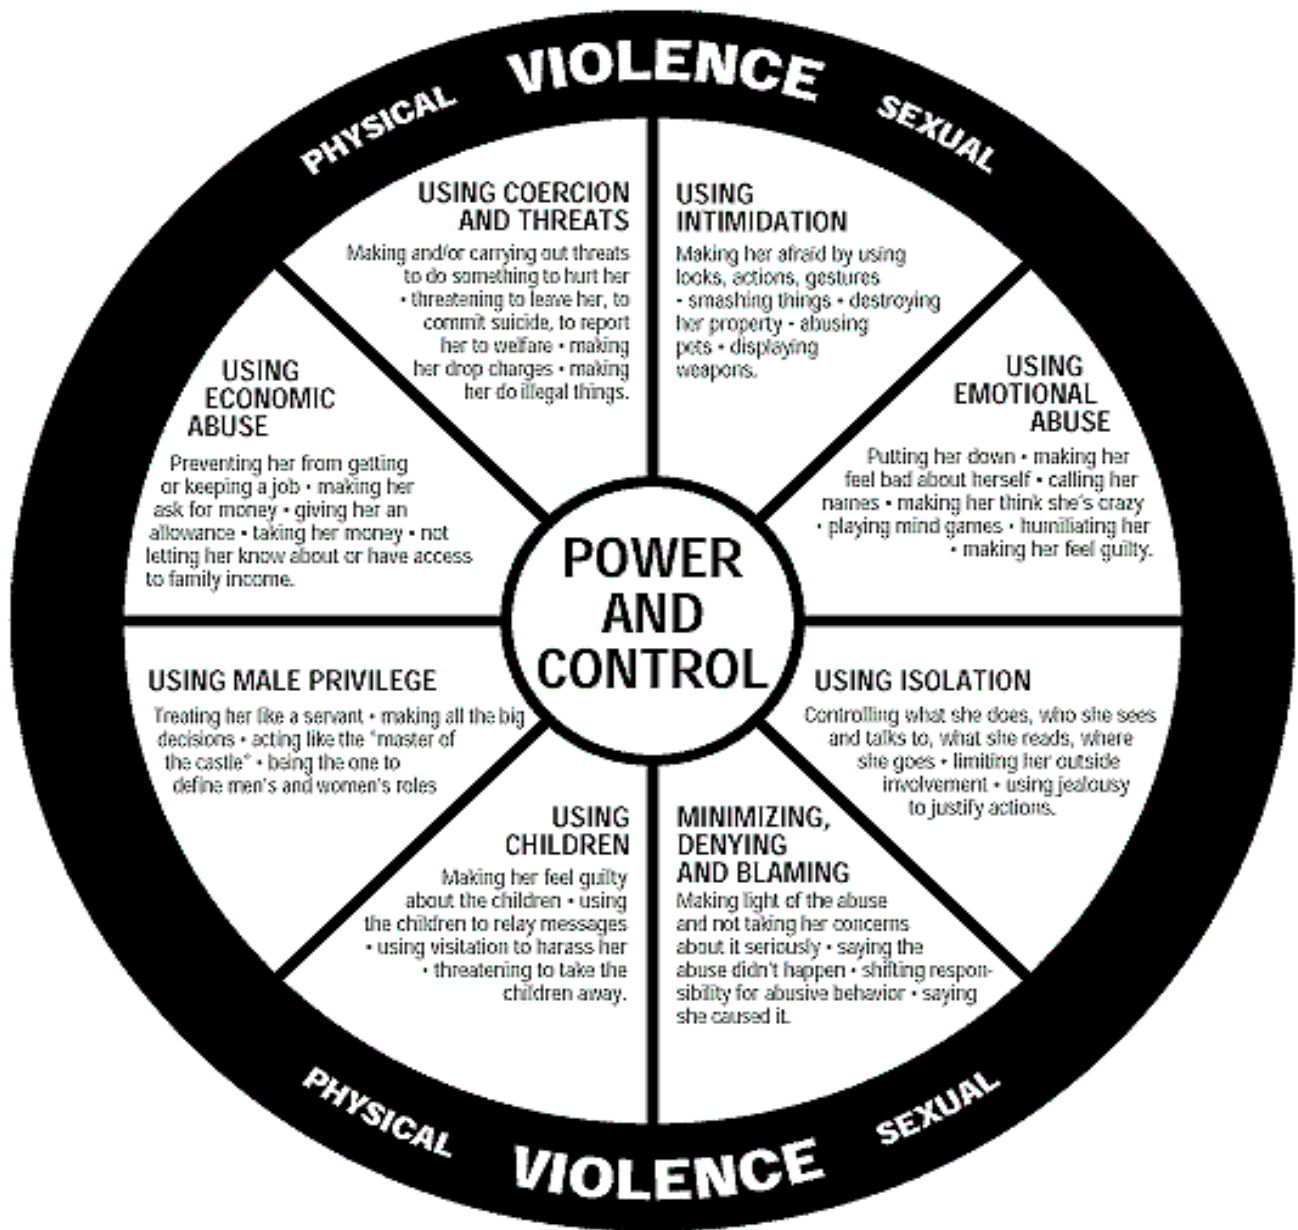 PHYSICAL VIOLENCE SEXUAL
USING COERCION
AND THREATS
Making and/or carrying out threats
to do something to hurt her
• threatening to leave her, to
commit suicide, to report
her to welfare • making
her drop charges • making
her do illegal things.
USING
INTIMIDATION
Making her afraid by using
looks, actions, gestures
• smashing things • destroying
her property • abusing
pets • displaying
weapons.
USING
EMOTIONAL
ABUSE
Putting her down • making her
feel bad about herself • calling her
names • making her think she's crazy
• playing mind games • humiliating her
• making her feel guilty.
USING ISOLATION
Controlling what she does, who she sees
and talks to, what she reads, where
she goes • limiting her outside
involvement • using jealousy
to justify actions.
MINIMIZING,
DENYING
AND BLAMING
Making light of the abuse
and not taking her concerns
about it seriously • saying the
abuse didn't happen • shifting respon-
sibility for abusive behavior • saying
she caused it.
USING
CHILDREN
Making her feel guilty
about the children • using
the children to relay messages
• using visitation to harass her
• threatening to take the
children away.
USING MALE PRIVILEGE
Treating her like a servant • making all the big
decisions • acting like the "master of
the castle" • being the one to
define men's and women's roles
USING
ECONOMIC
ABUSE
Preventing her from getting
or keeping a job • making her
ask for money • giving her an
allowance • taking her money • not
letting her know about or have access
to family income.
POWER
AND
CONTROL
PHYSICAL VIOLENCE SEXUAL